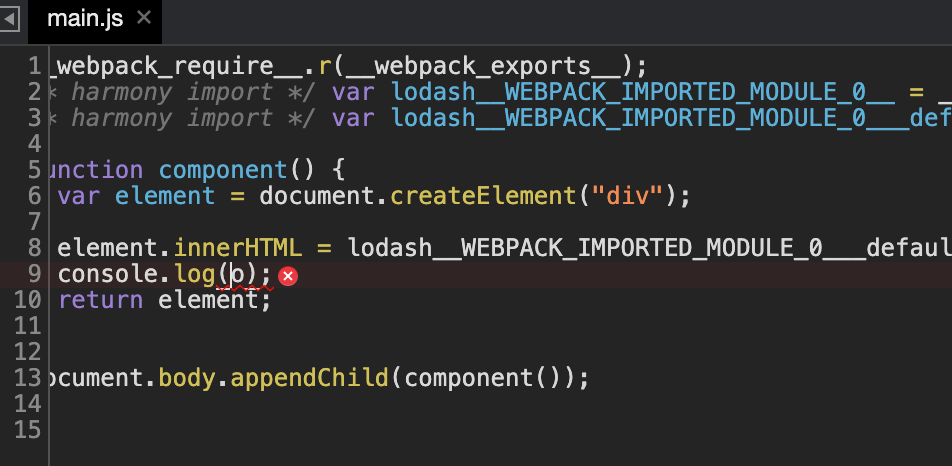 main.js
1 _webpack_require__.r(__webpack_exports__);
2 * harmony import */ var lodash__WEBPACK_IMPORTED_MODULE_0__ = _
3 * harmony import */ var lodash__WEBPACK_IMPORTED_MODULE_0___def
4
5 unction component() {
6 var element = document.createElement("div");
7
8 element.innerHTML = lodash__WEBPACK_IMPORTED_MODULE_0___defaul
9 console.log(o);
10 return element;
11
12
13 ocument.body.appendChild(component());
14
15